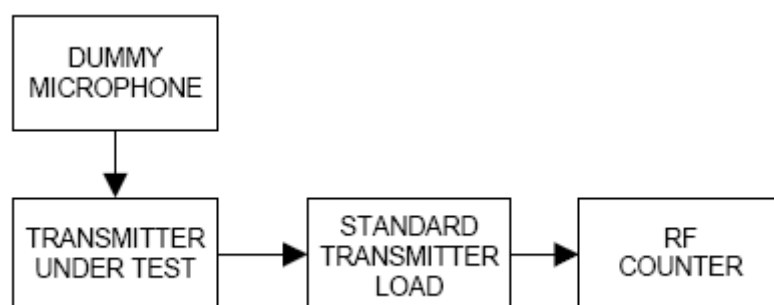 DUMMY
MICROPHONE
TRANSMITTER
UNDER TEST
STANDARD
TRANSMITTER
LOAD
RF
COUNTER